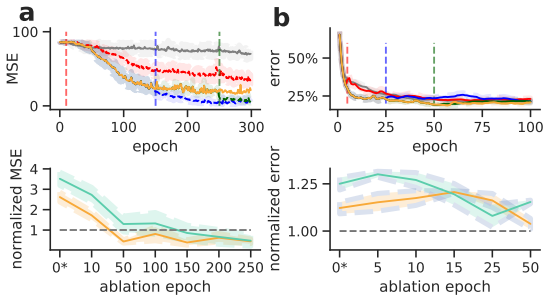 a
100
0
MSE
0 100 200 300
epoch
b
50%
25%
error
0 25 50 75 100
epoch
4
3
2
1
normalized MSE
0* 10 50 100 150 200 250
ablation epoch
1.25
1.00
normalized error
0* 5 10 15 25 50
ablation epoch